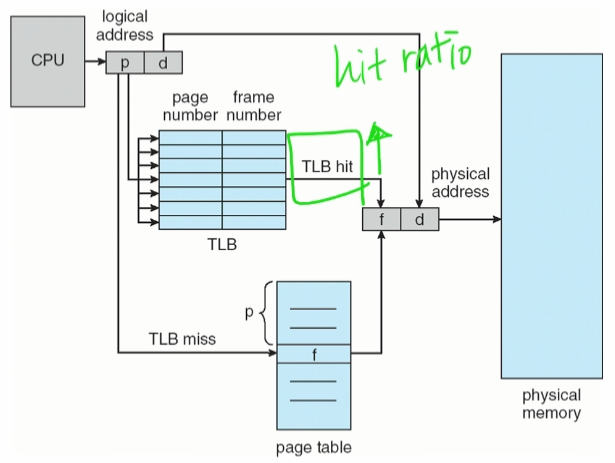 logical
address
CPU
p d
hit ratio
page number
frame number
TLB hit
physical
address
f d
TLB
p
TLB miss
f
page table
physical
memory